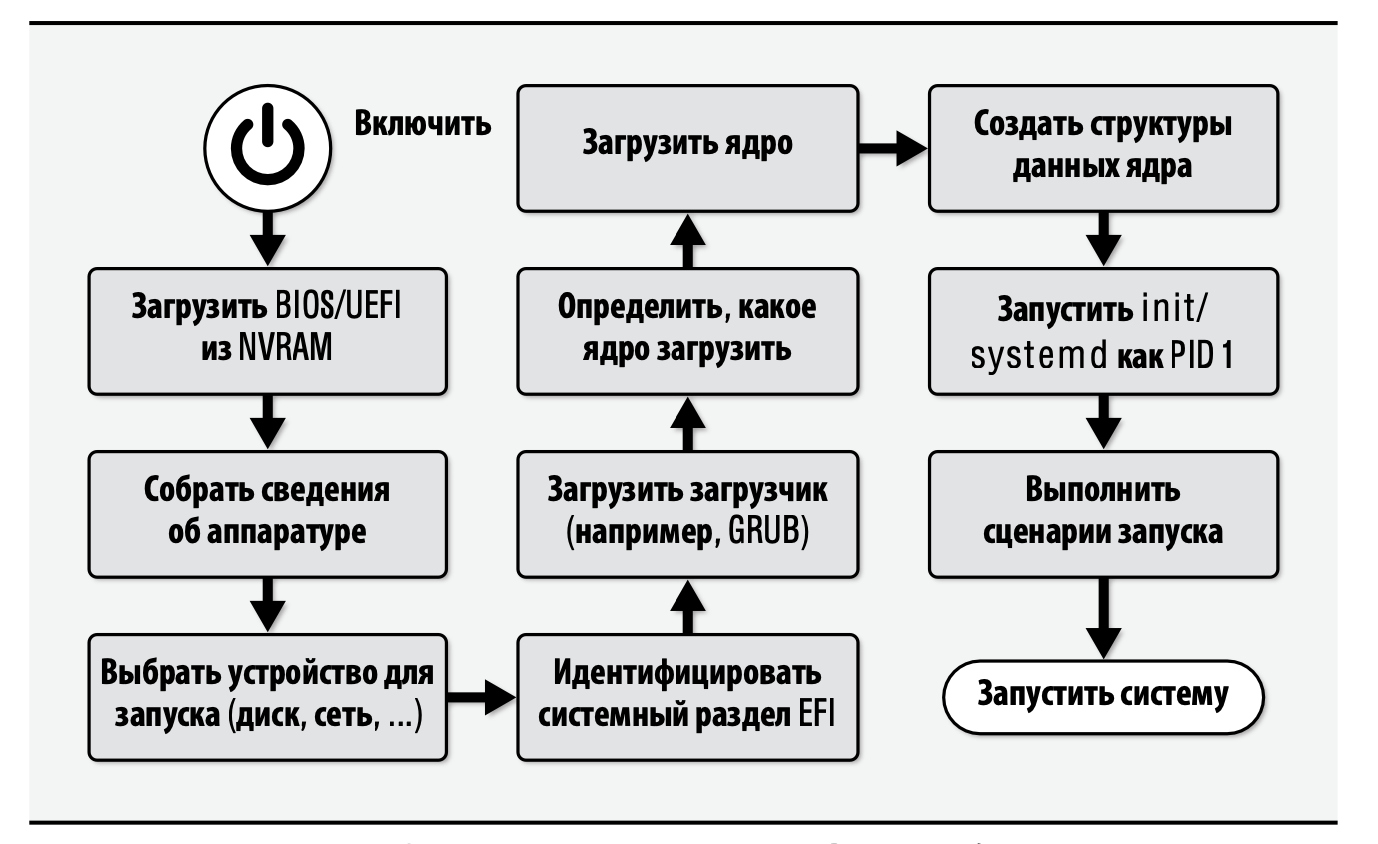 Включить
Загрузить BIOS/UEFI
из NVRAM
Собрать сведения
об аппаратуре
Выбрать устройство для
запуска (диск, сеть, ...)
Идентифицировать
системный раздел EFI
Загрузить загрузчик
(например, GRUB)
Определить, какое
ядро загрузить
Загрузить ядро
Создать структуры
данных ядра
Запустить init/
systemd как PID 1
Выполнить
сценарии запуска
Запустить систему